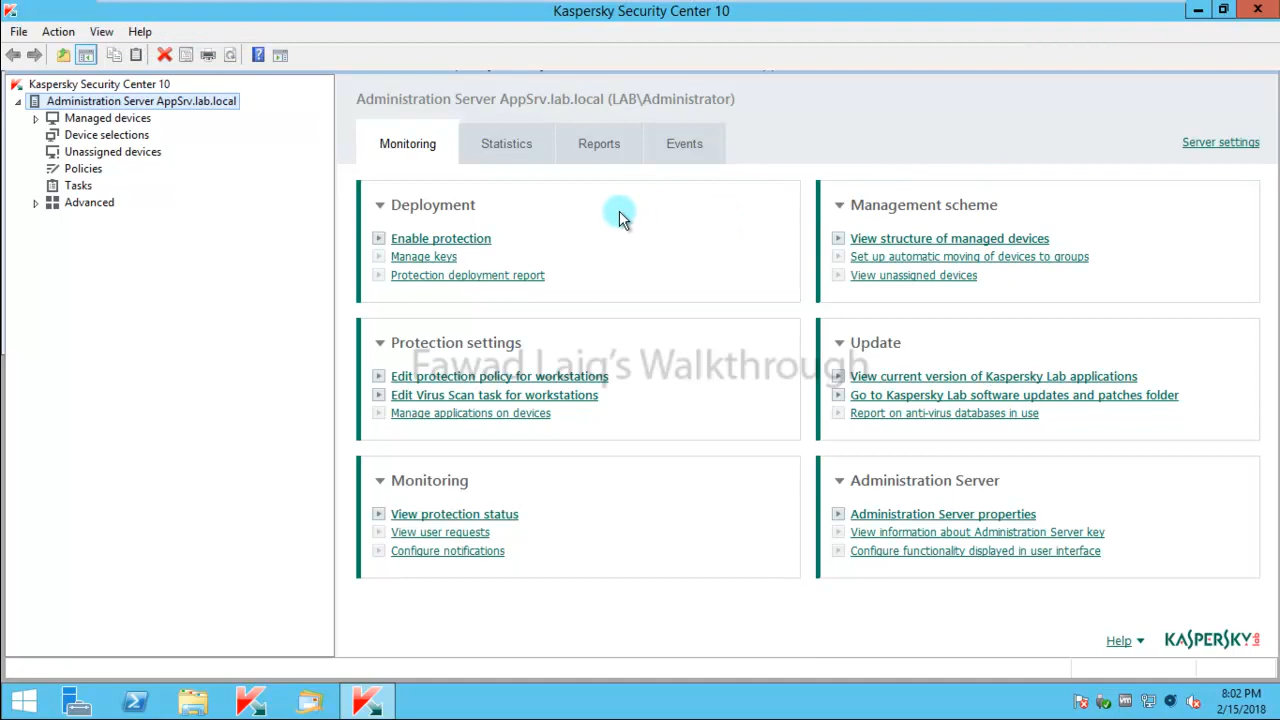 Kaspersky Security Center 10
File Action View Help
Kaspersky Security Center 10
Administration Server AppSrv.lab.local
Managed devices
Device selections
Unassigned devices
Policies
Tasks
Advanced
Administration Server AppSrv.lab.local (LAB\Administrator)
Monitoring Statistics Reports Events
Server settings
Deployment
Enable protection
Manage keys
Protection deployment report
Management scheme
View structure of managed devices
Set up automatic moving of devices to groups
View unassigned devices
Protection settings
Edit protection policy for workstations
Edit Virus Scan task for workstations
Manage applications on devices
Update
View current version of Kaspersky Lab applications
Go to Kaspersky Lab software updates and patches folder
Report on anti-virus databases in use
Fawad Laiq's Walkthrough
Monitoring
View protection status
View user requests
Configure notifications
Administration Server
Administration Server properties
View information about Administration Server key
Configure functionality displayed in user interface
Help
KASPERSKY lab
8:02 PM
2/15/2018